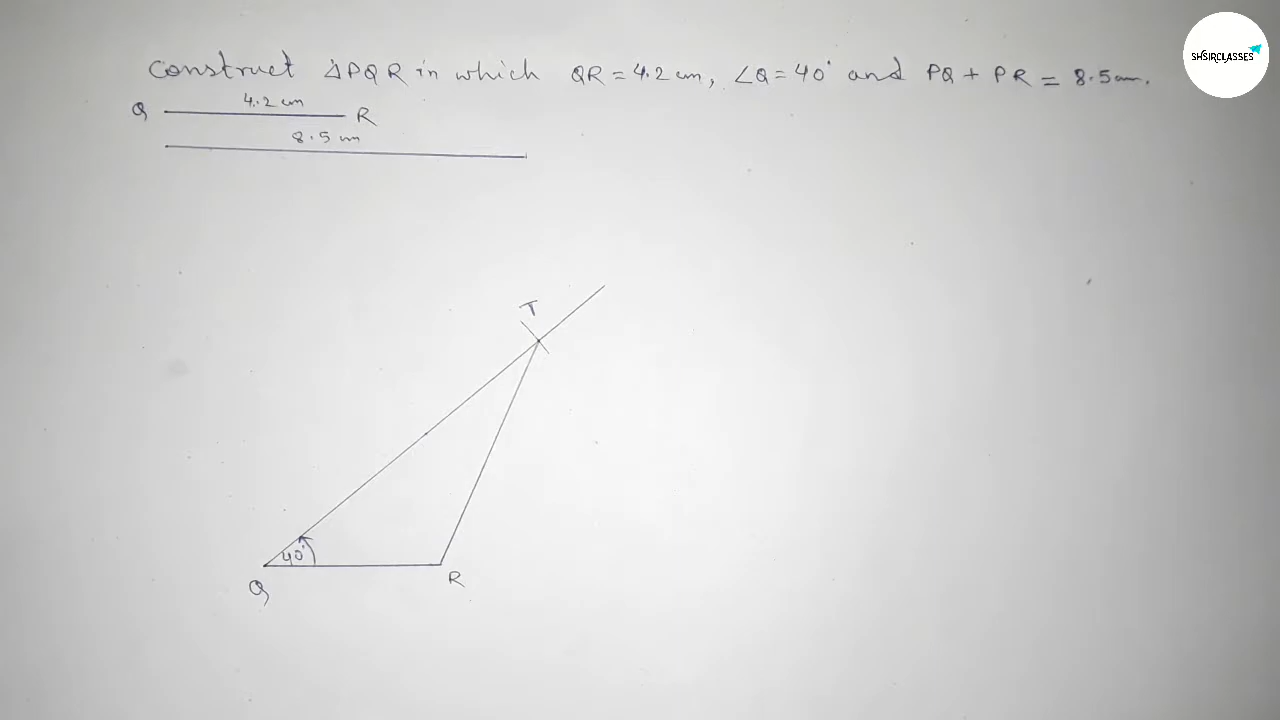 Construct ΔPQR in which QR = 4.2 cm, ∠Q = 40° and PQ + PR = 8.5 cm.
SHSIRCLASSES
Q 4.2 cm R
8.5 cm
T
40°
Q R